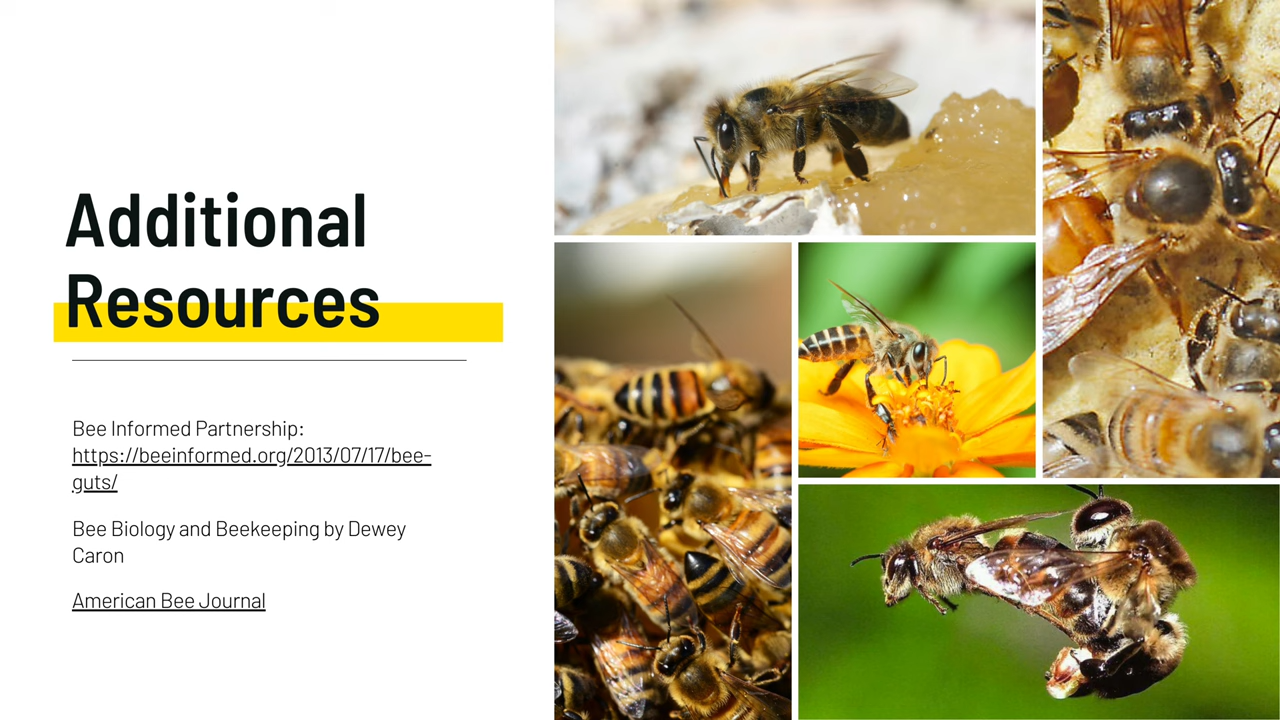 Additional
Resources
Bee Informed Partnership:
https://beeinformed.org/2013/07/17/bee-
guts/
Bee Biology and Beekeeping by Dewey
Caron
American Bee Journal